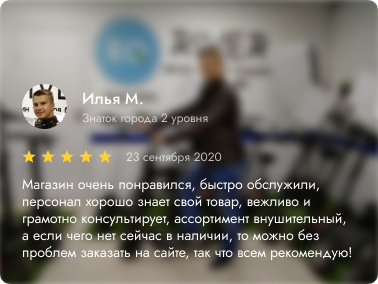 RIVER
Илья М.
Знаток города 2 уровня
23 сентября 2020
Магазин очень понравился, быстро обслужили,
персонал хорошо знает свой товар, вежливо и
грамотно консультирует, ассортимент внушительный,
а если чего нет сейчас в наличии, то можно без
проблем заказать на сайте, так что всем рекомендую!